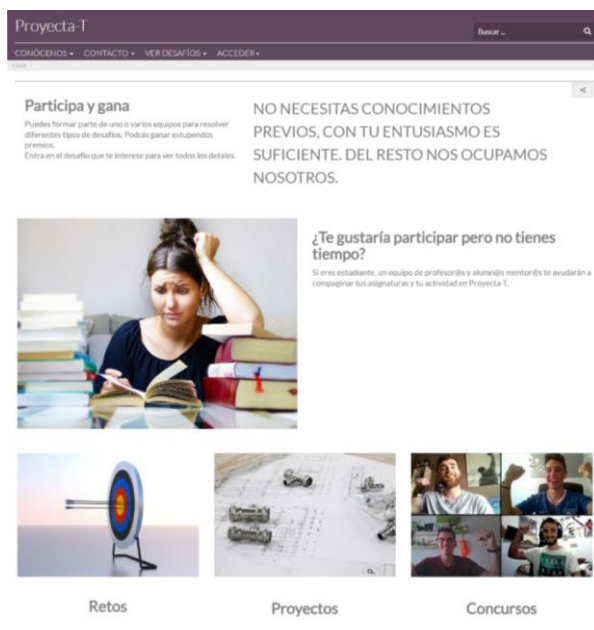 Proyecta-T
Buscar ...
CONÓCENOS CONTACTO VER DESAFÍOS ACCEDER
Inicio
Participa y gana
Puedes formar parte de uno o varios equipos para resolver
diferentes tipos de desafíos. Podrás ganar estupendos
premios.
Entra en el desafío que te interese para ver todos los detales.
NO NECESITAS CONOCIMIENTOS
PREVIOS, CON TU ENTUSIASMO ES
SUFICIENTE. DEL RESTO NOS OCUPAMOS
NOSOTROS.
¿Te gustaría participar pero no tienes
tiempo?
Si eres estudiante, un equipo de profesor@s y alumn@s mentor@s te ayudarán a
compaginar tus asignaturas y tu actividad en Proyecta-T.
Retos
Proyectos
Concursos